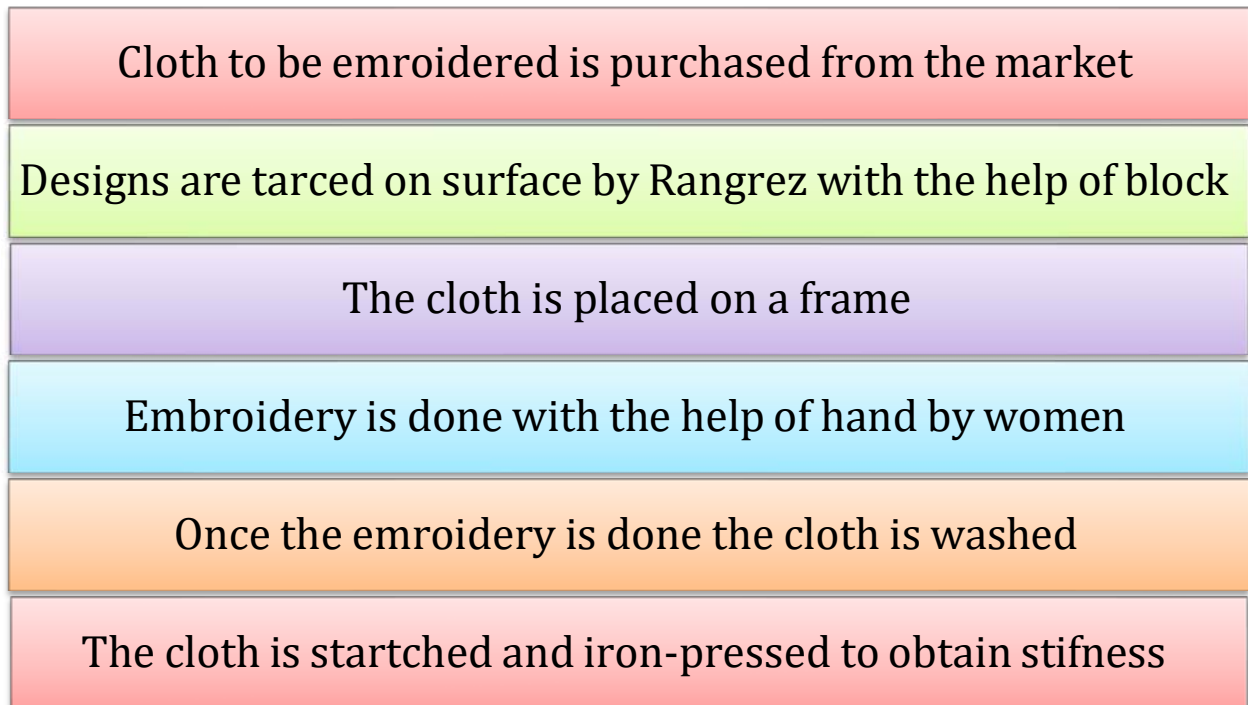 Cloth to be emroidered is purchased from the market
Designs are tarced on surface by Rangrez with the help of block
The cloth is placed on a frame
Embroidery is done with the help of hand by women
Once the emroidery is done the cloth is washed
The cloth is startched and iron-pressed to obtain stifness